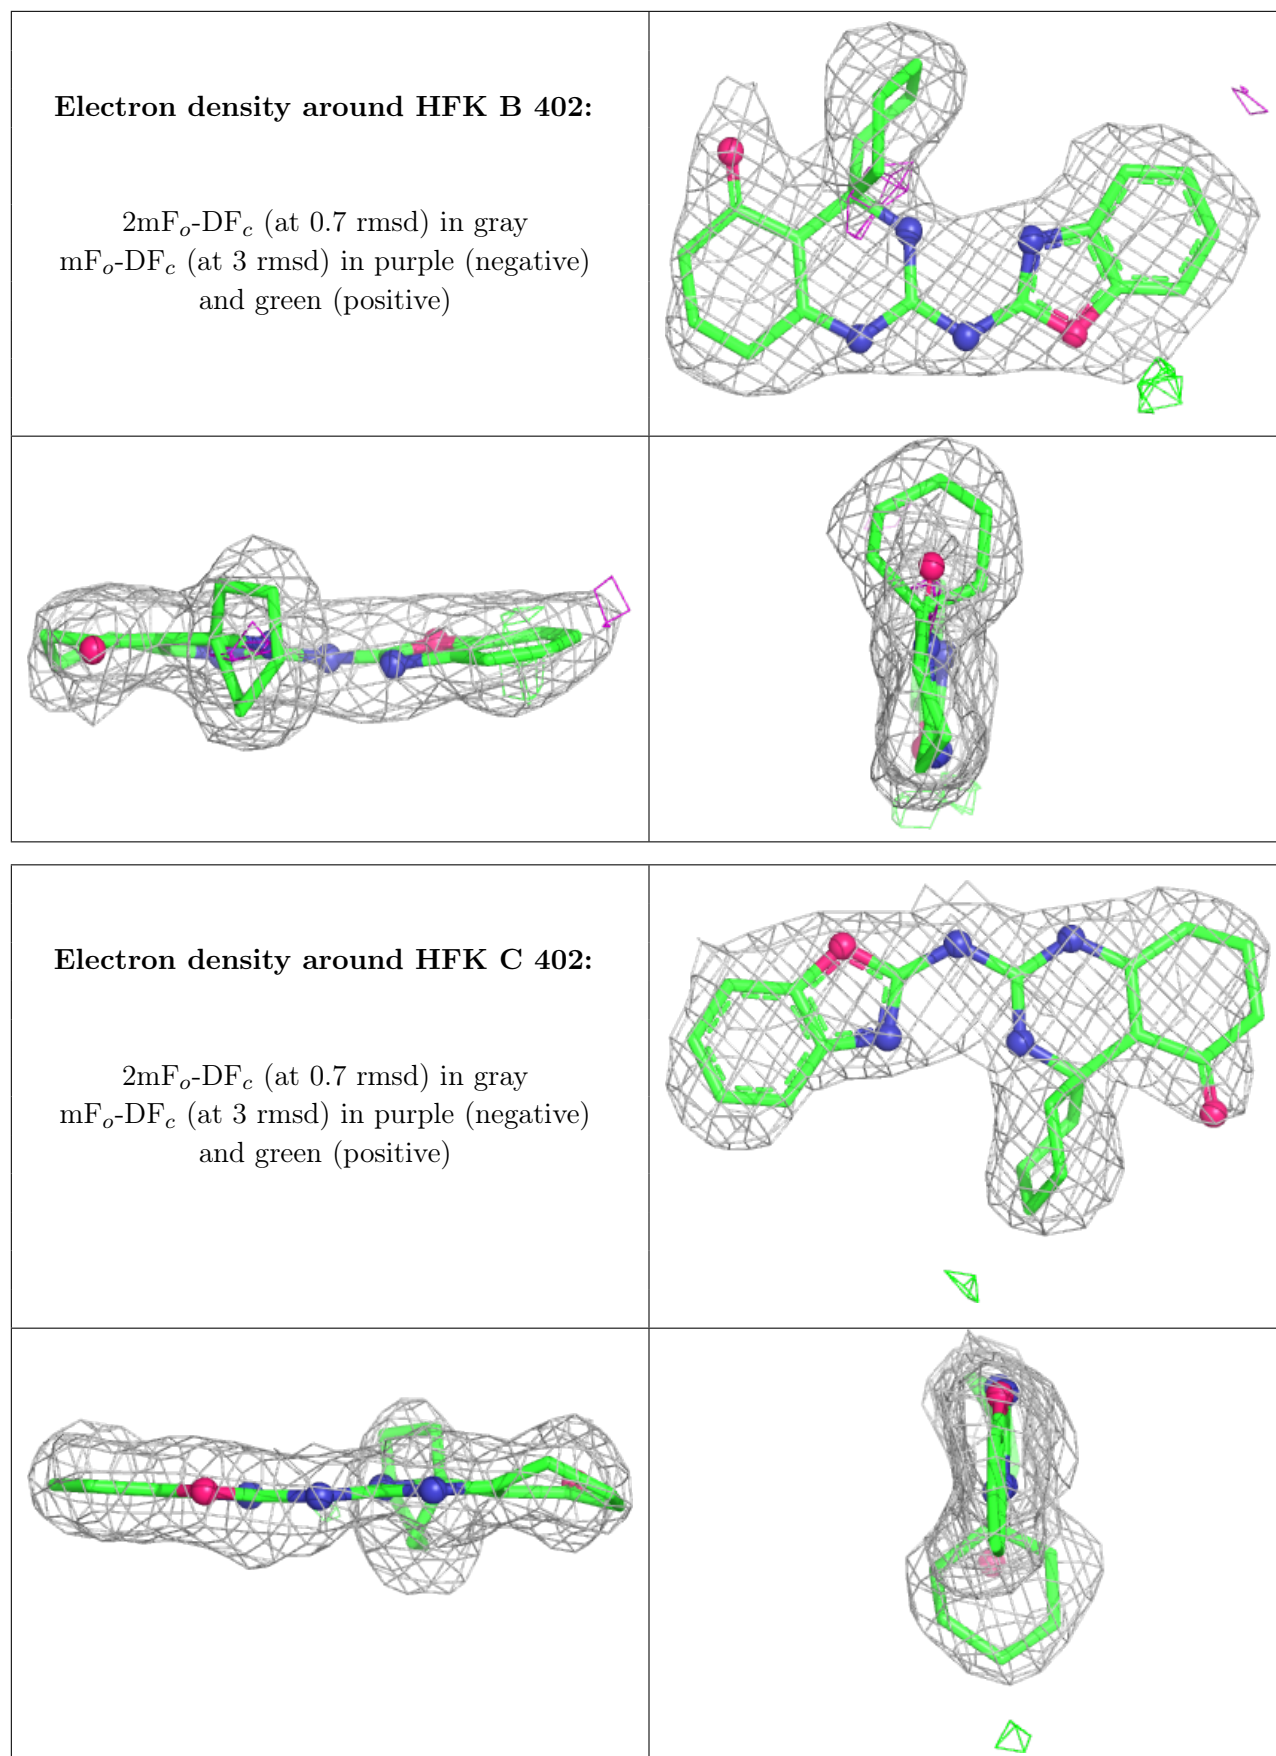 Electron density around HFK B 402:
2mFo-DFc (at 0.7 rmsd) in gray
mFo-DFc (at 3 rmsd) in purple (negative)
and green (positive)
Electron density around HFK C 402:
2mFo-DFc (at 0.7 rmsd) in gray
mFo-DFc (at 3 rmsd) in purple (negative)
and green (positive)